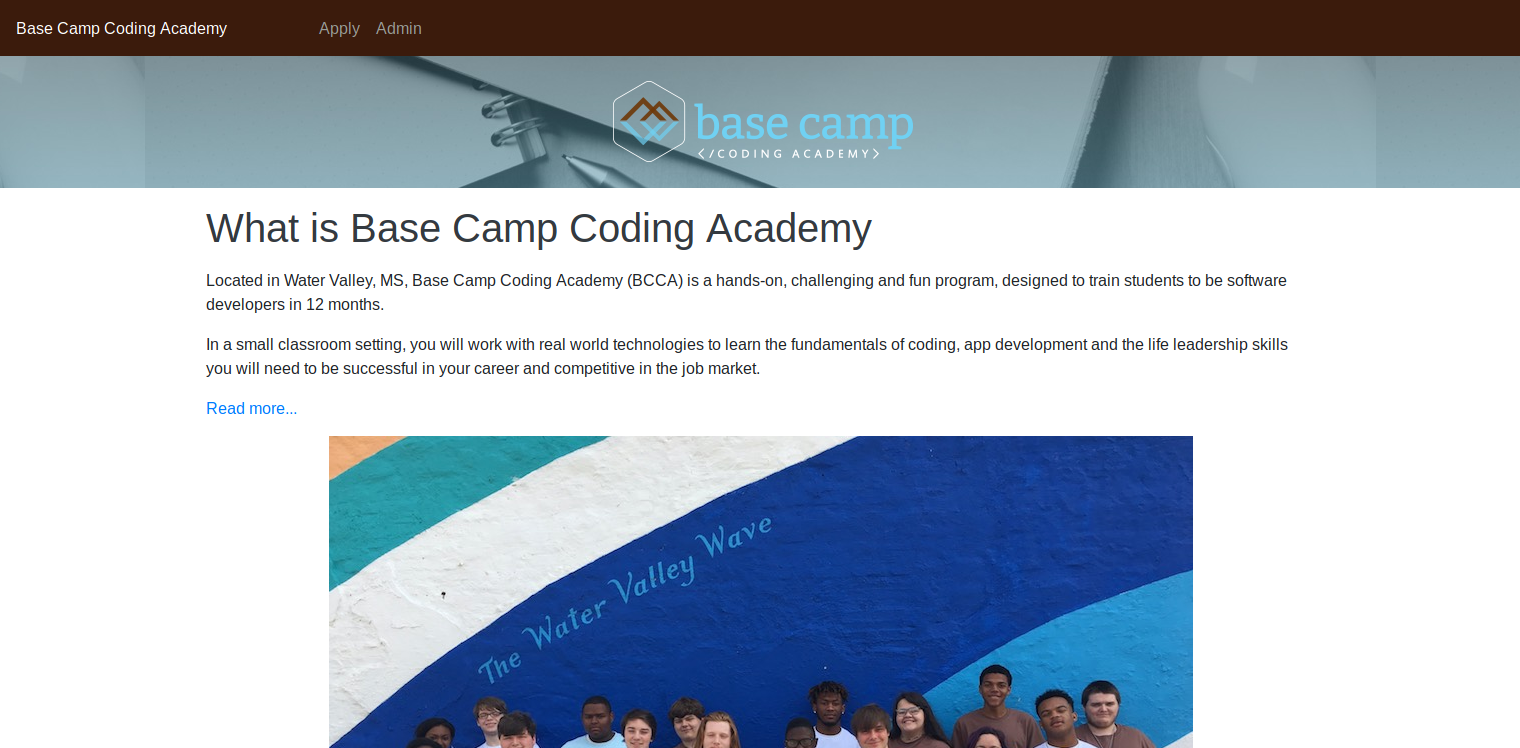 Base Camp Coding Academy Apply Admin
base camp
</CODING ACADEMY>
What is Base Camp Coding Academy
Located in Water Valley, MS, Base Camp Coding Academy (BCCA) is a hands-on, challenging and fun program, designed to train students to be software
developers in 12 months.
In a small classroom setting, you will work with real world technologies to learn the fundamentals of coding, app development and the life leadership skills
you will need to be successful in your career and competitive in the job market.
Read more...
The Water Valley Wave